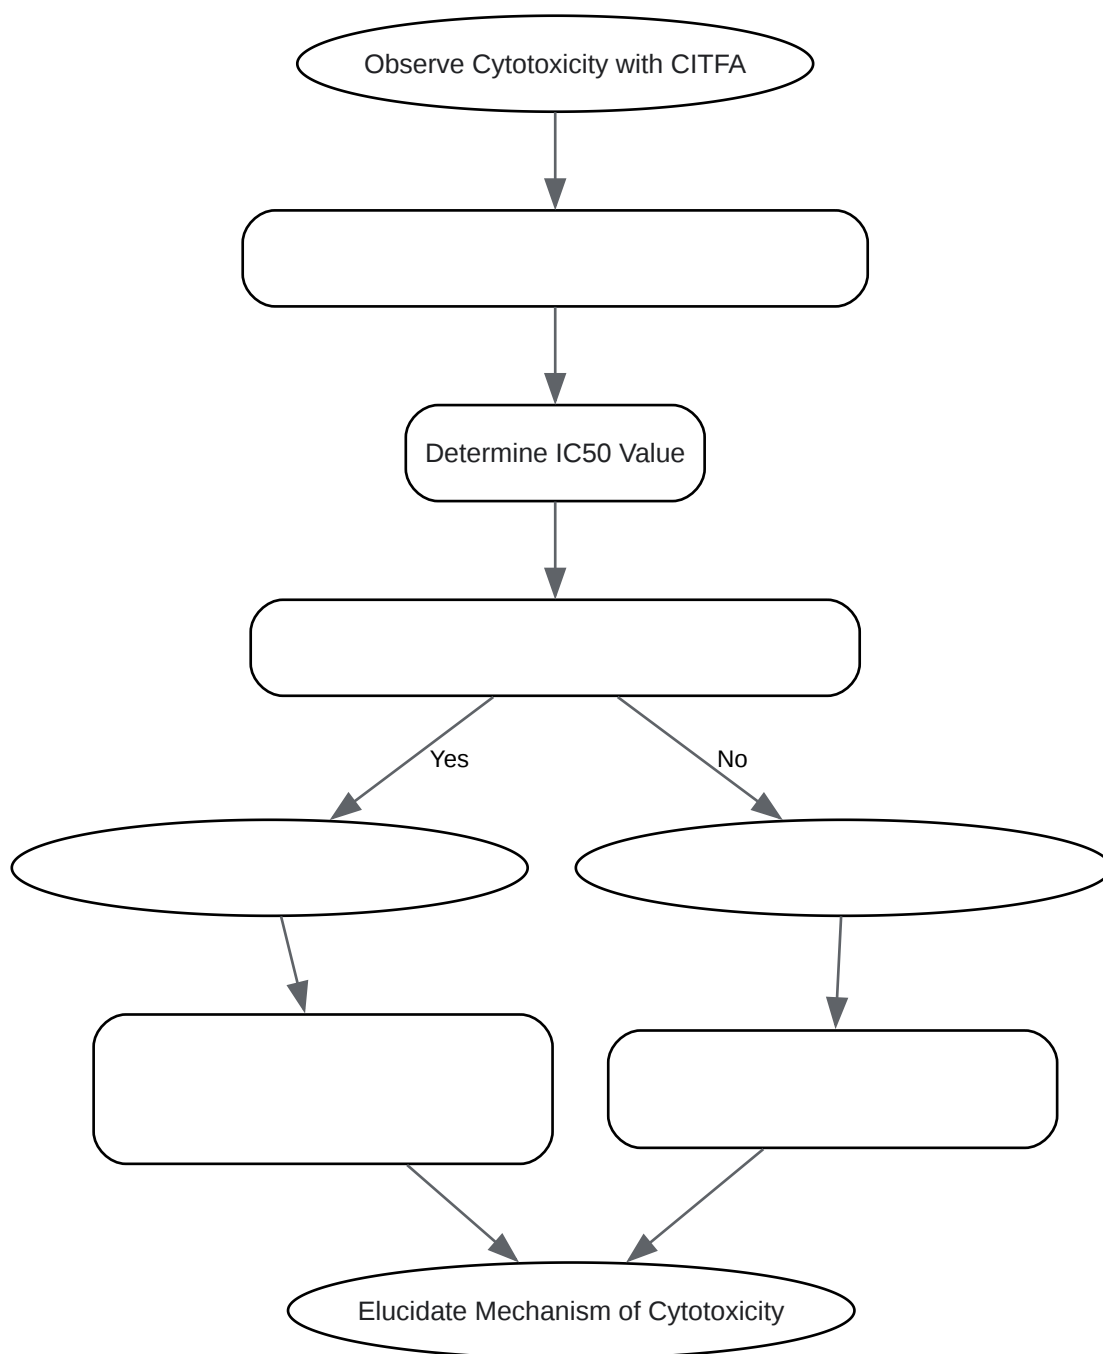 Observe Cytotoxicity with CITFA
Determine IC50 Value
Yes
No
Elucidate Mechanism of Cytotoxicity